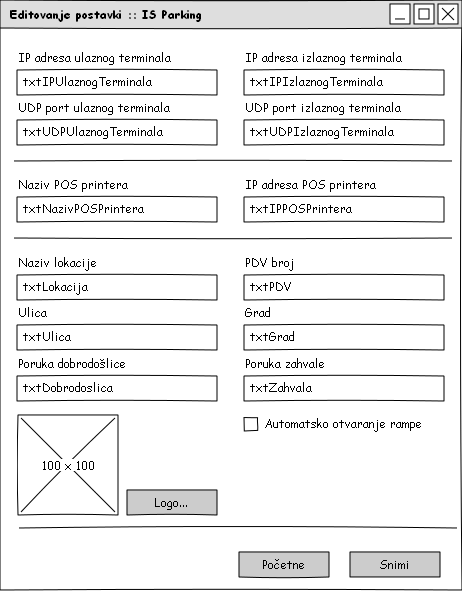 Editovanje postavki :: IS Parking
IP adresa ulaznog terminala
IP adresa izlaznog terminala
txtIPUlaznogTerminala
txtIPIzlaznogTerminala
UDP port ulaznog terminala
UDP port izlaznog terminala
txtUDPUlaznogTerminala
txtUDPIzlaznogTerminala
Naziv POS printera
IP adresa POS printera
txtNazivPOSPrintera
txtIPPOSPrintera
Naziv lokacije
PDV broj
txtLokacija
txtPDV
Ulica
Grad
txtUlica
txtGrad
Poruka dobrodošlice
Poruka zahvale
txtDobrodoslica
txtZahvala
Automatsko otvaranje rampe
100 x 100
Logo...
Početne
Snimi